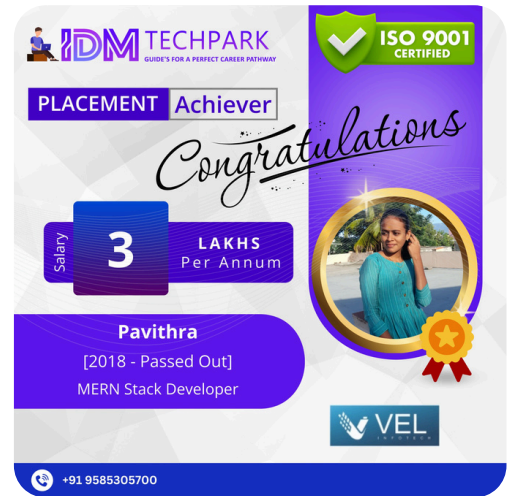 IDM TECHPARK
GUIDE'S FOR A PERFECT CAREER PATHWAY
ISO 9001
CERTIFIED
PLACEMENT Achiever
Congratulations
Salary
3
LAKHS
Per Annum
Pavithra
[2018 - Passed Out]
MERN Stack Developer
VEL
INFOTECH
+91 9585305700